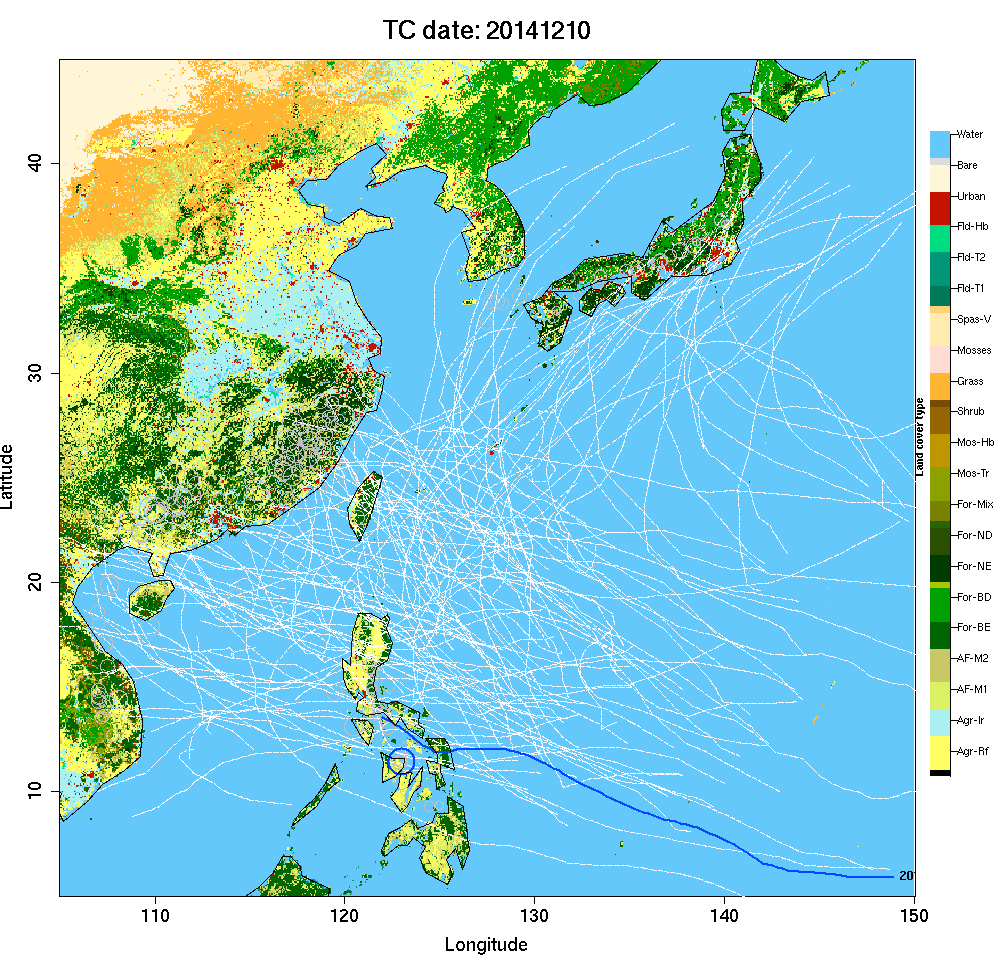 TC date: 20141210
Latitude
40
30
20
10
110
120
130
140
150
Longitude
20
Land cover type
Water
Bare
Urban
Fld-Hb
Fld-T2
Fld-T1
Spas-V
Mosses
Grass
Shrub
Mos-Hb
Mos-Tr
For-Mix
For-ND
For-NE
For-BD
For-BE
AF-M2
AF-M1
Agr-Ir
Agr-Rf